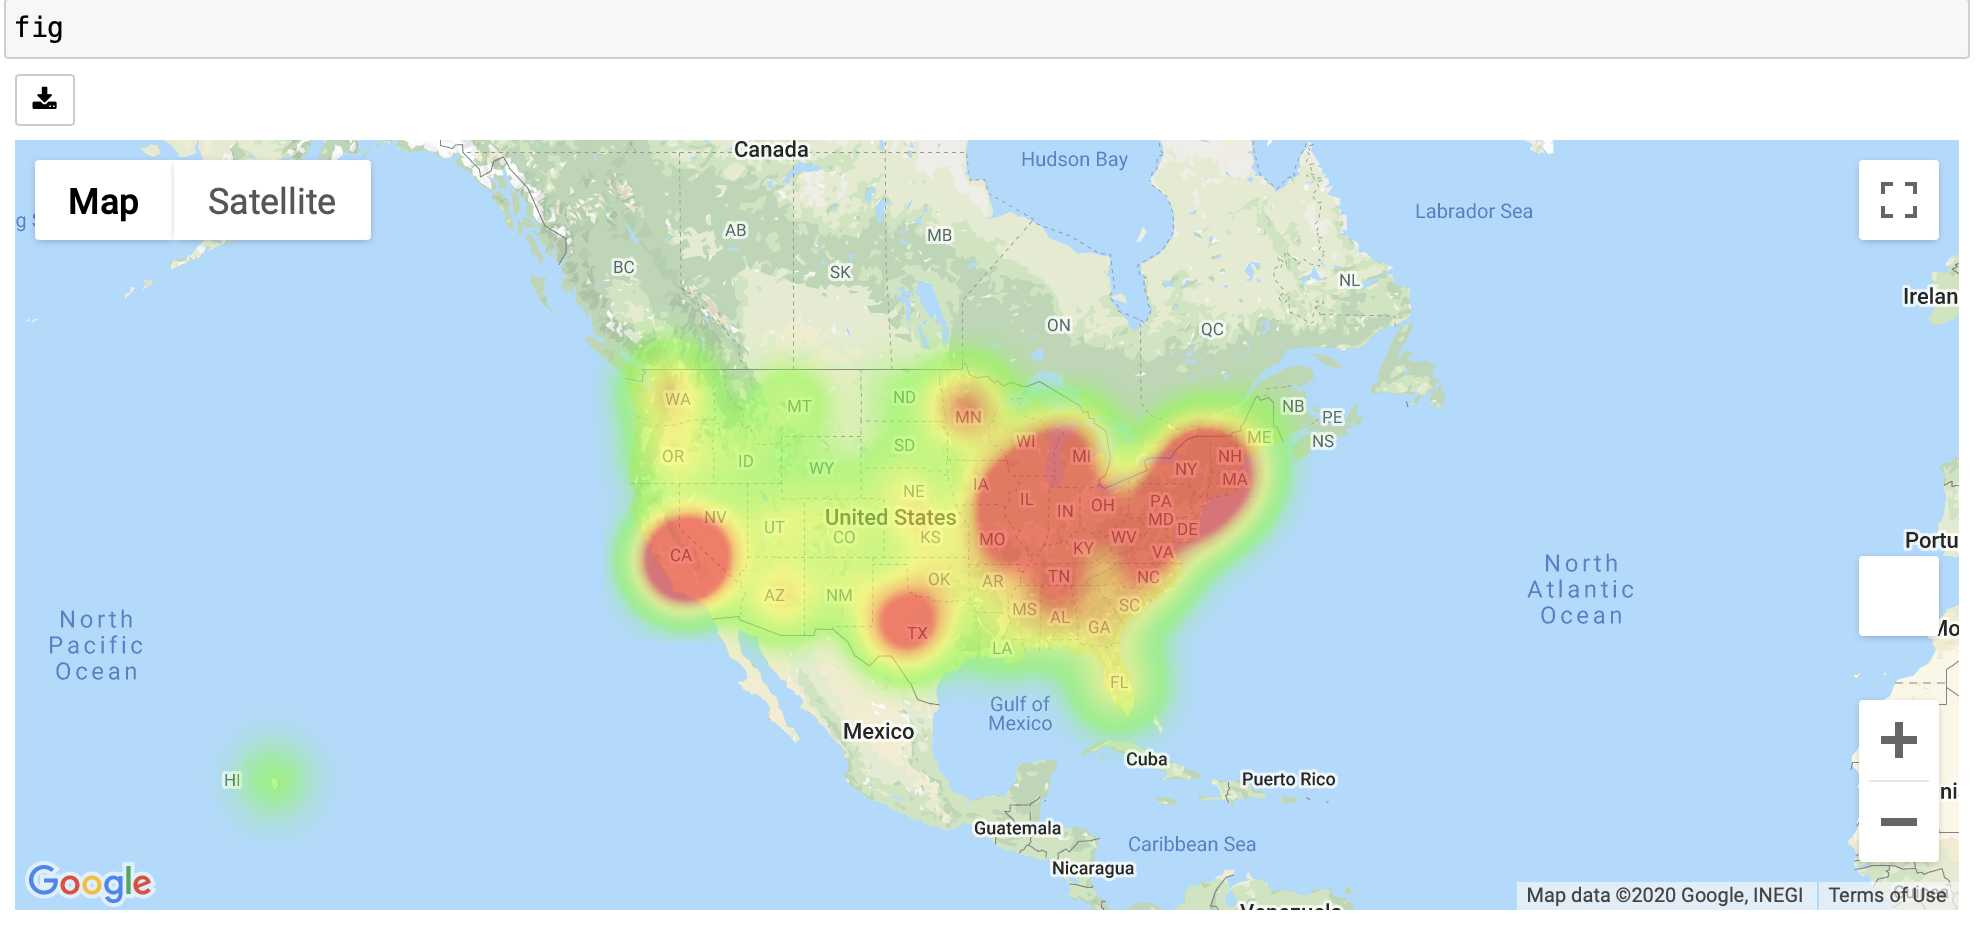 fig
Map
Satellite
Canada
Hudson Bay
Labrador Sea
AB
MB
BC
SK
NL
Irelan
ON
QC
WA
MT
ND
MN
NB
PE
NS
ME
WI
MI
NY
NH
MA
OR
ID
WY
SD
IA
NE
IL
IN
OH
PA
MD
DE
NV
UT
United States
CO
KS
MO
KY
WV
VA
CA
AZ
NM
OK
AR
TN
NC
MS
AL
SC
GA
TX
LA
FL
North
Pacific
Ocean
North
Atlantic
Ocean
Portu
Mo
Gulf of
Mexico
Mexico
Cuba
Puerto Rico
HI
ni
Guatemala
Caribbean Sea
Nicaragua
Google
Map data ©2020 Google, INEGI
Terms of Use